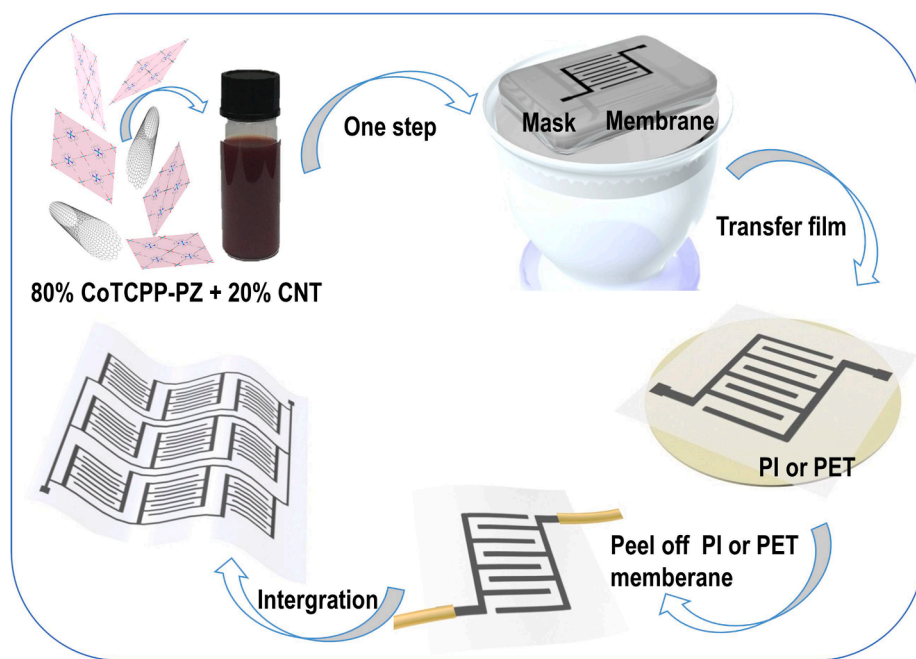 One step
Mask
Membrane
Transfer film
80% CoTCPP-PZ + 20% CNT
PI or PET
Peel off PI or PET
memberane
Intergration